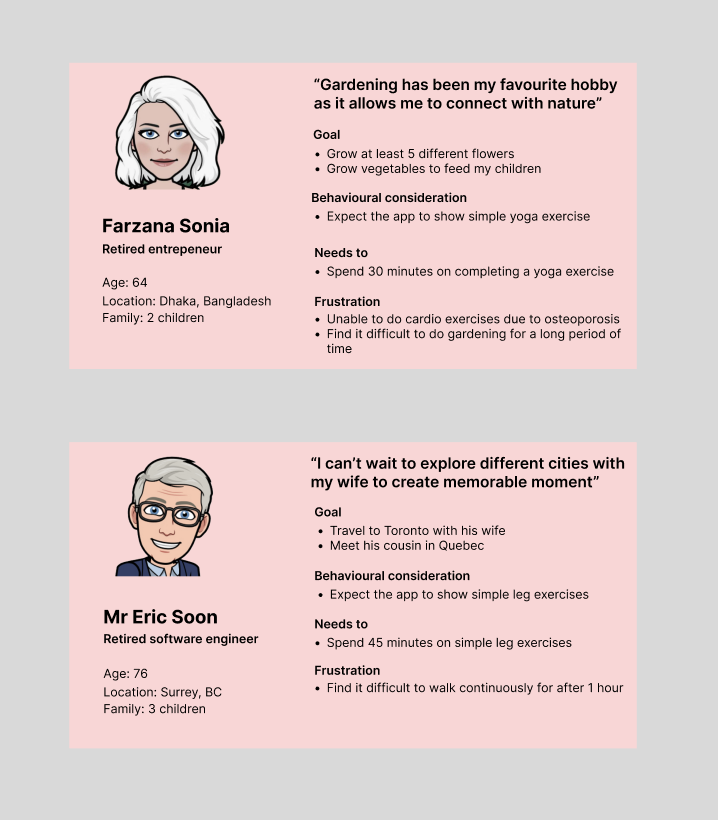 “Gardening has been my favourite hobby
as it allows me to connect with nature”
Goal
• Grow at least 5 different flowers
• Grow vegetables to feed my children
Behavioural consideration
• Expect the app to show simple yoga exercise
Needs to
• Spend 30 minutes on completing a yoga exercise
Frustration
• Unable to do cardio exercises due to osteoporosis
• Find it difficult to do gardening for a long period of
time
Farzana Sonia
Retired entrepeneur
Age: 64
Location: Dhaka, Bangladesh
Family: 2 children
“I can’t wait to explore different cities with
my wife to create memorable moment”
Goal
• Travel to Toronto with his wife
• Meet his cousin in Quebec
Behavioural consideration
• Expect the app to show simple leg exercises
Needs to
• Spend 45 minutes on simple leg exercises
Frustration
• Find it difficult to walk continuously for after 1 hour
Mr Eric Soon
Retired software engineer
Age: 76
Location: Surrey, BC
Family: 3 children